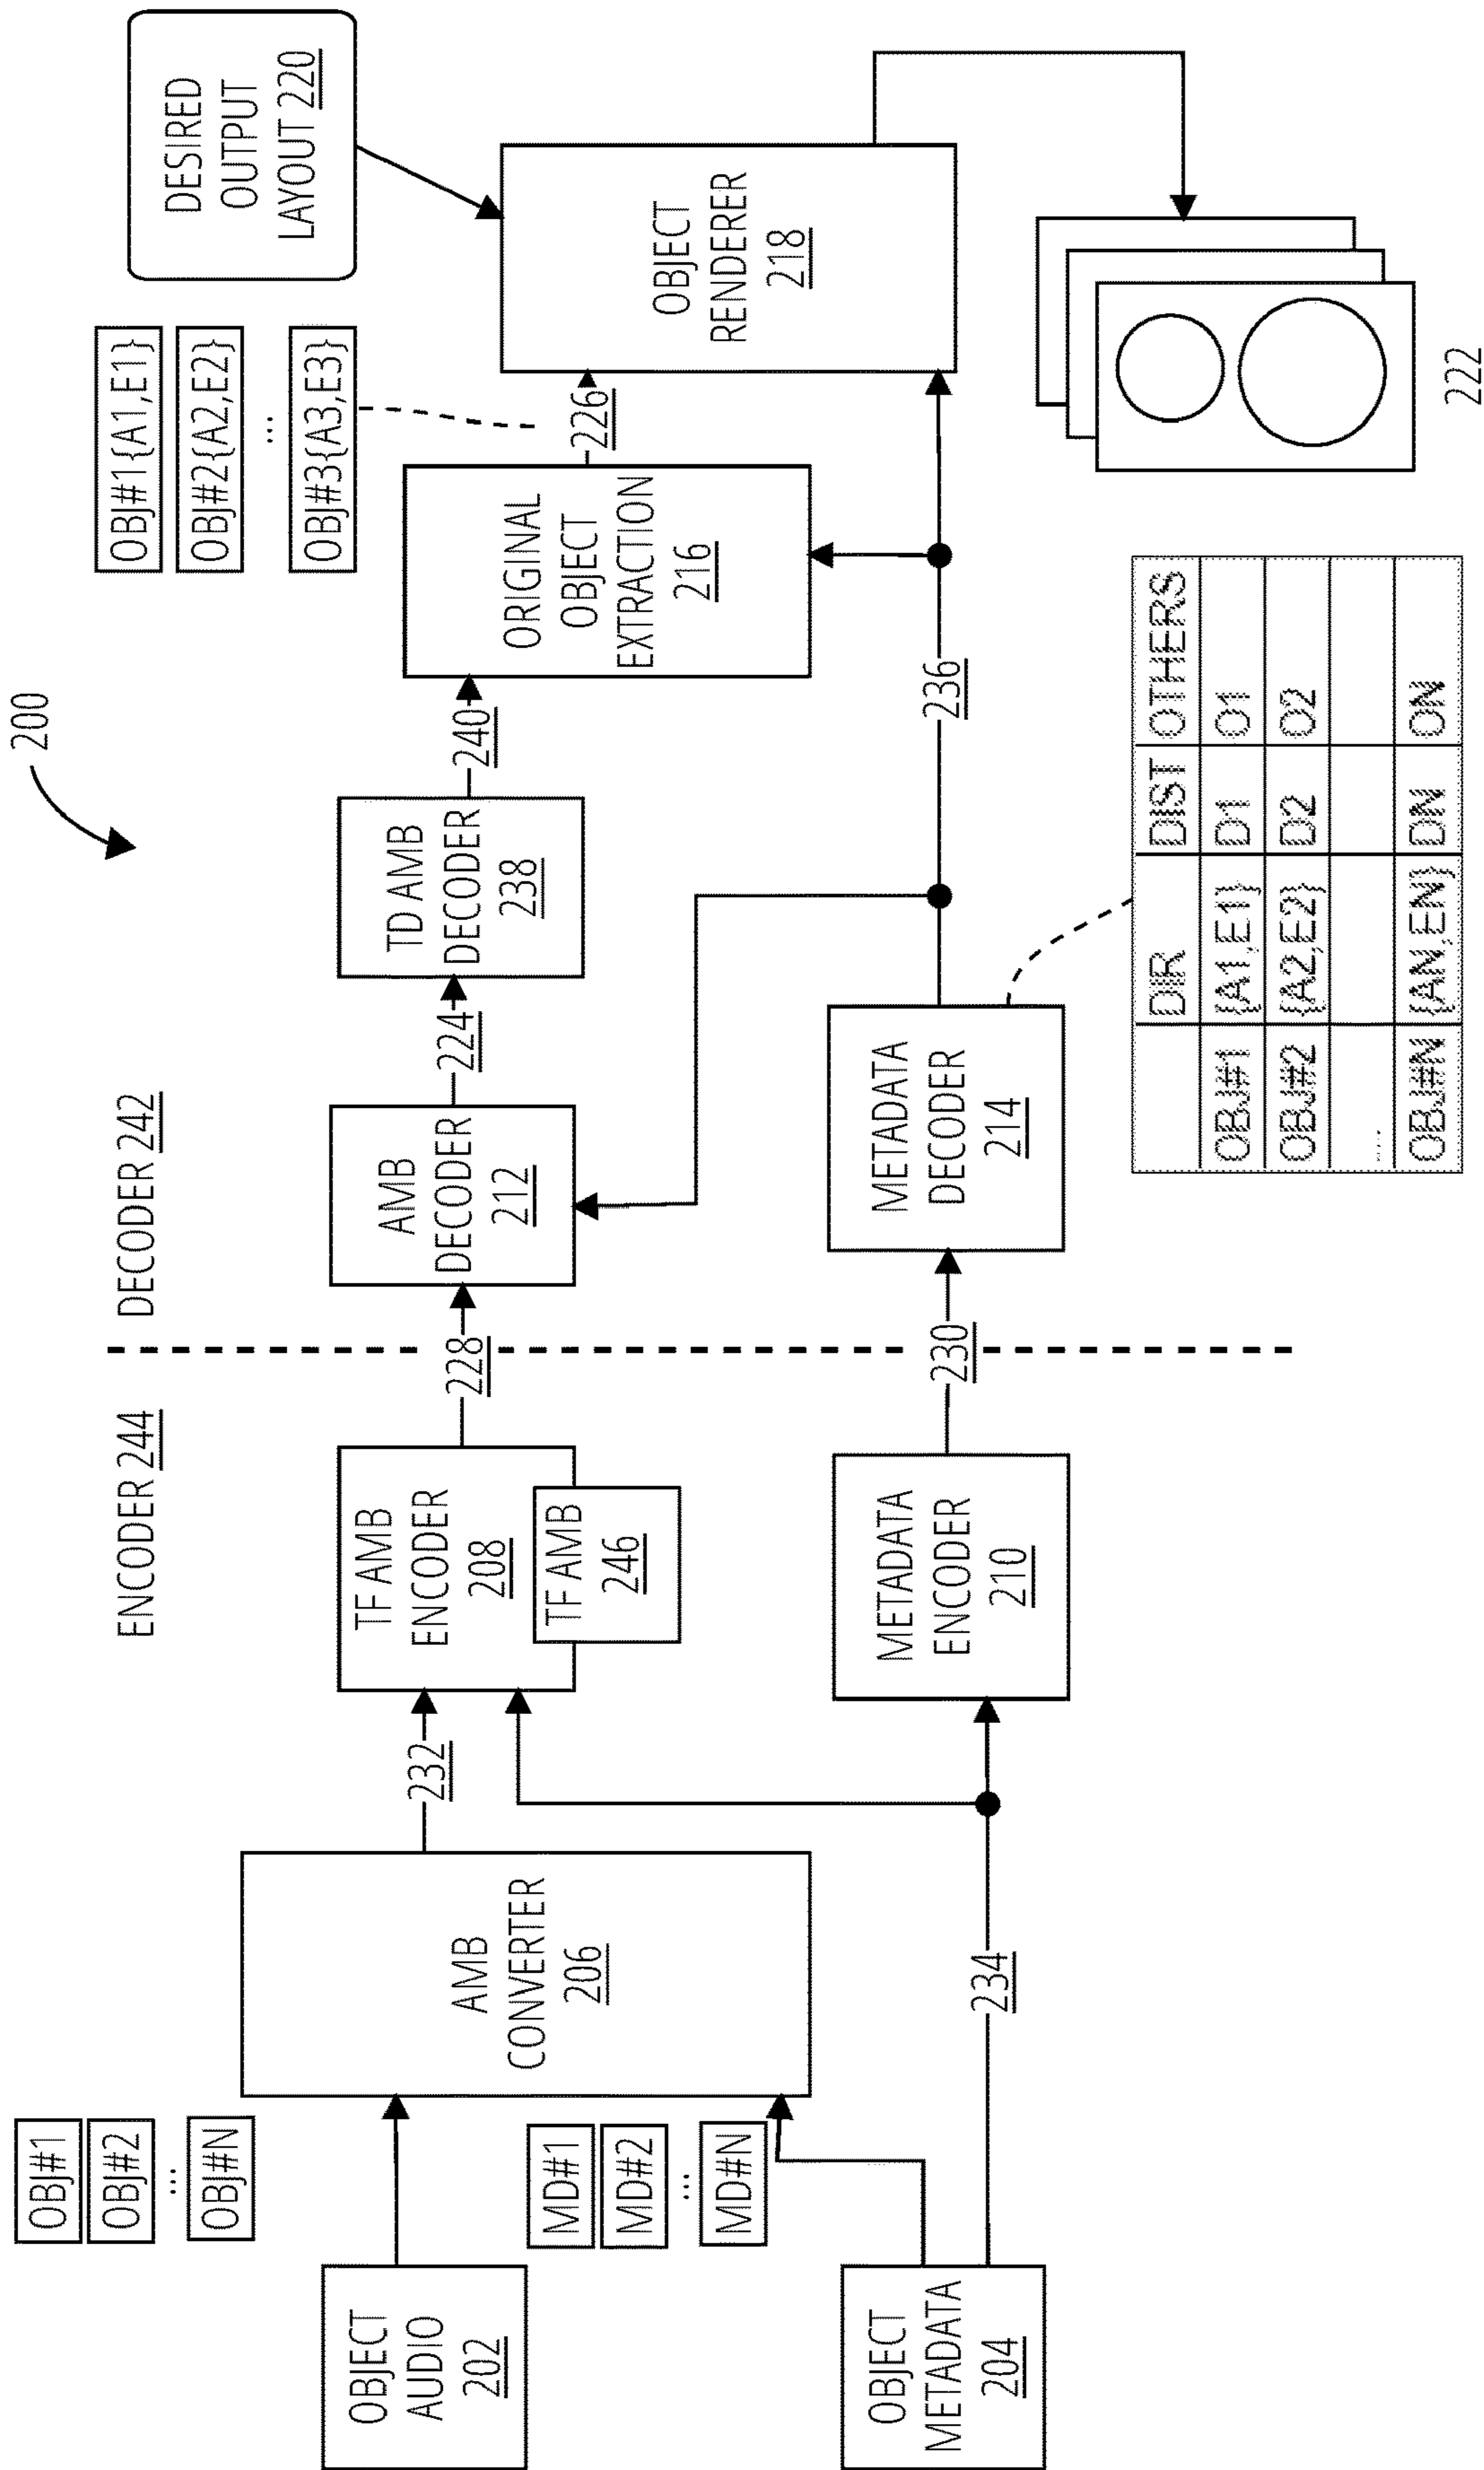 200
ENCODER 244
DECODER 242
OBJ#1
OBJ#2
...
OBJ#N
OBJECT
AUDIO
202
MD#1
MD#2
...
MD#N
OBJECT
METADATA
204
AMB
CONVERTER
206
232
234
TF AMB
ENCODER
208
TF AMB
246
METADATA
ENCODER
210
228
230
AMB
DECODER
212
METADATA
DECODER
214
224
TD AMB
DECODER
238
240
236
ORIGINAL
OBJECT
EXTRACTION
216
OBJ#1{A1,E1}
OBJ#2{A2,E2}
...
OBJ#3{A3,E3}
226
DESIRED
OUTPUT
LAYOUT 220
OBJECT
RENDERER
218
222
DIR DIST OTHERS
OBJ#1 {A1,E1} D1 O1
OBJ#2 {A2,E2} D2 O2
...
OBJ#N {AN,EN} DN ON